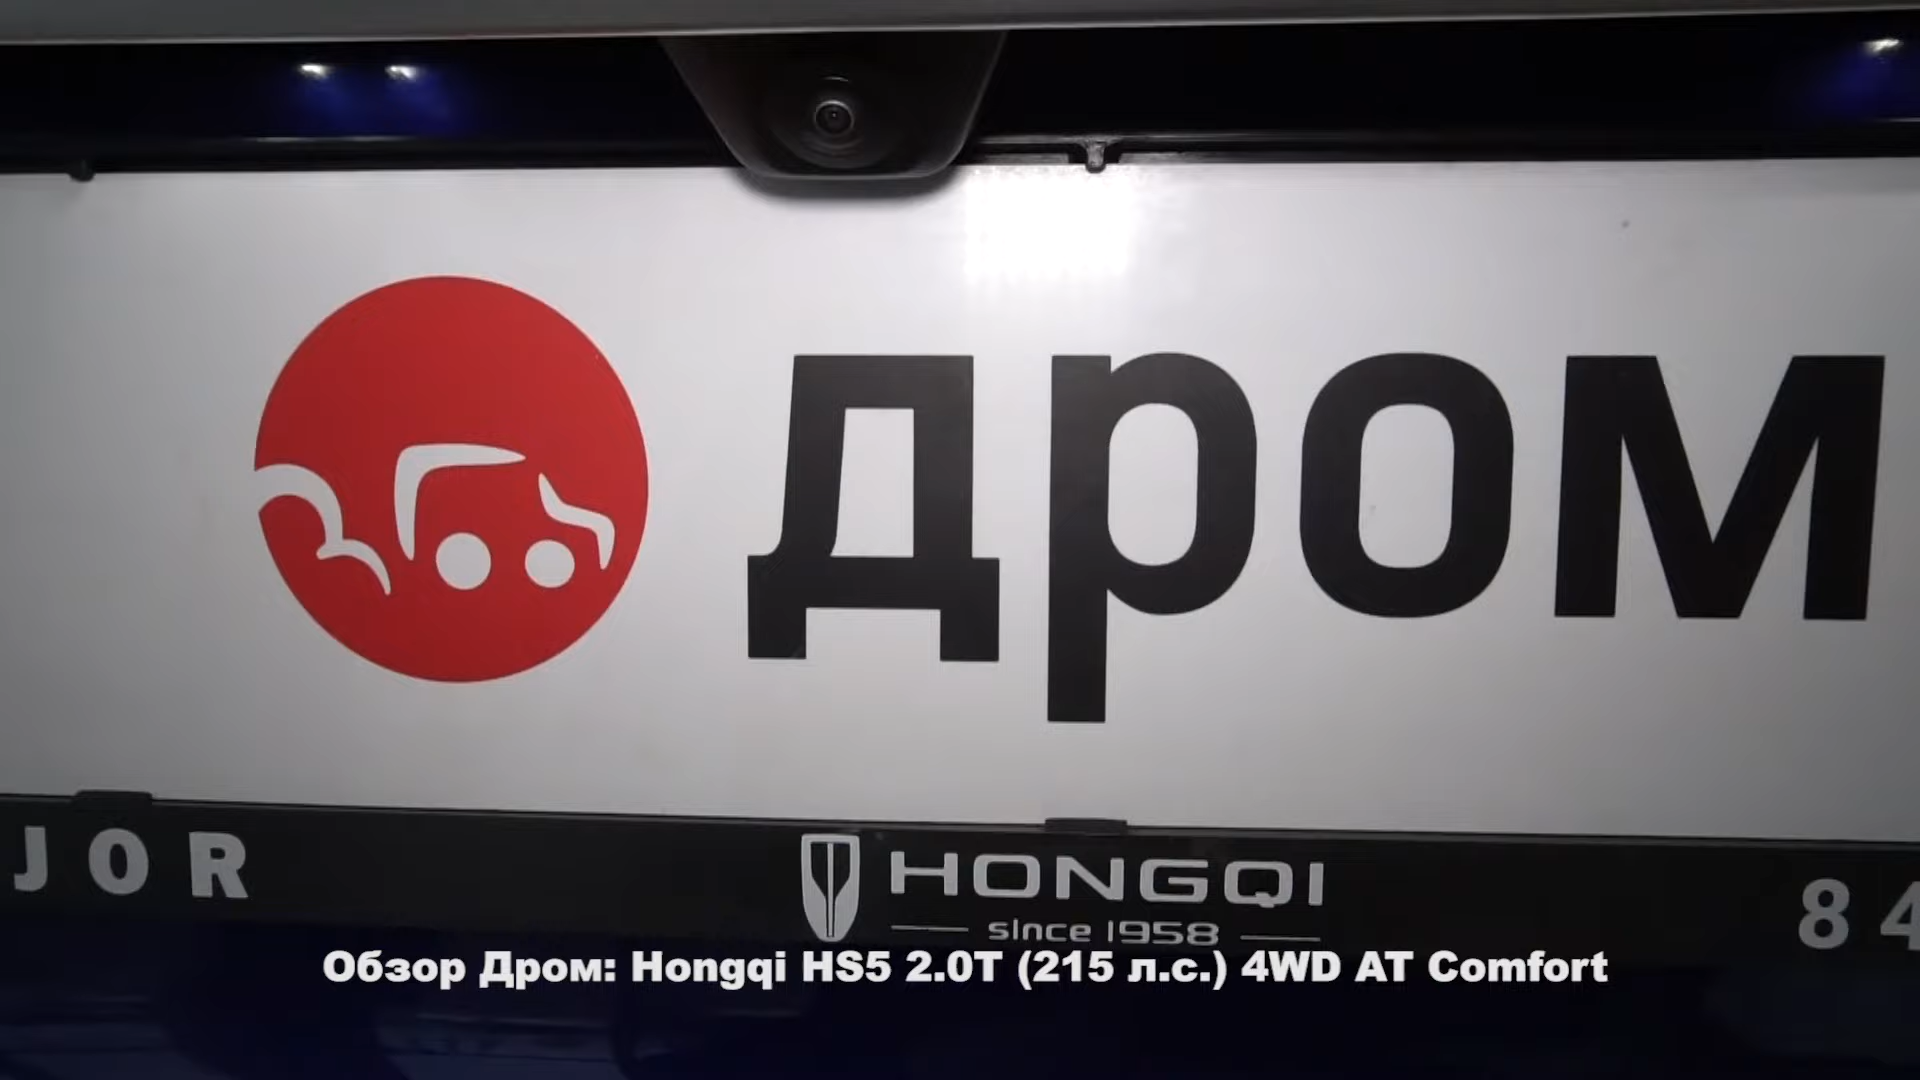 дром
JOR
HONGQI
since 1958
84
Обзор Дром: Hongqi HS5 2.0T (215 л.с.) 4WD AT Comfort